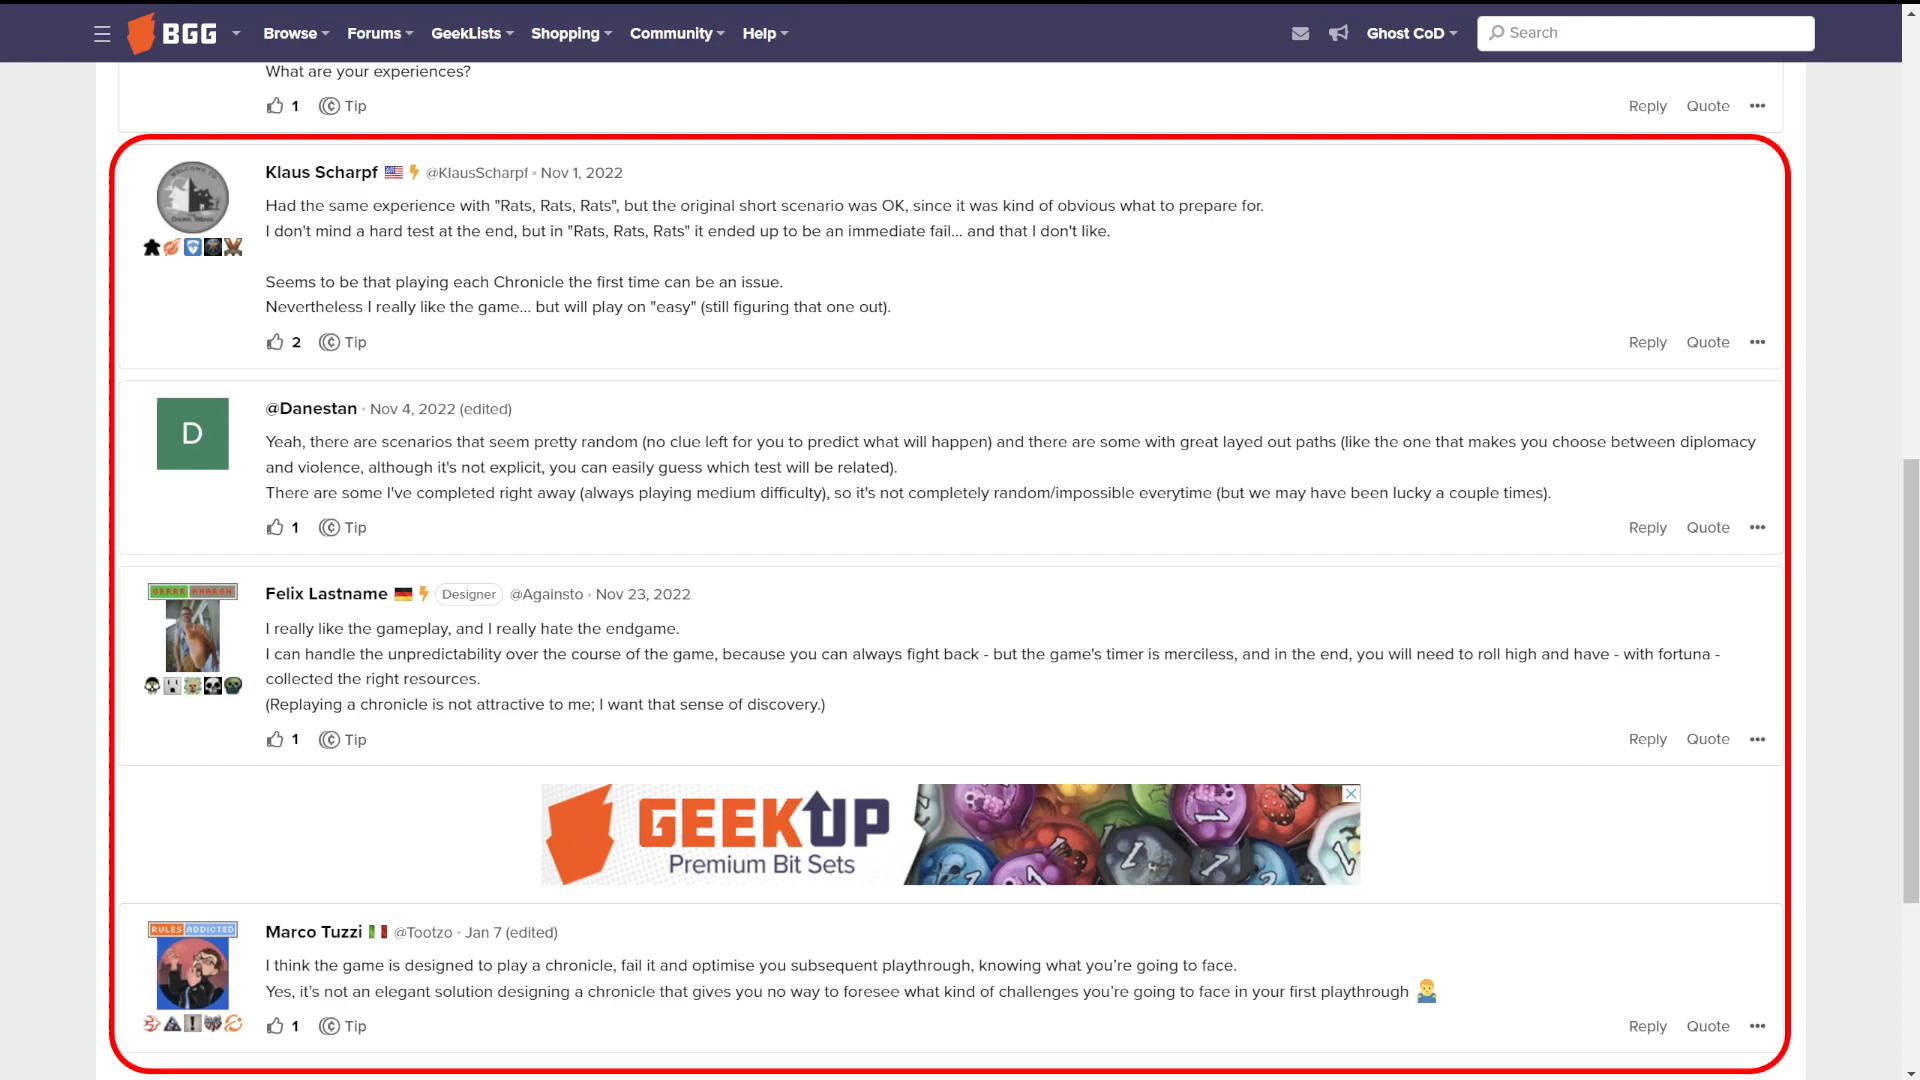 BGG Browse Forums GeekLists Shopping Community Help Ghost CoD Search
What are your experiences?
1 Tip Reply Quote •••
WELCOME TO
THE
DARK WING
Klaus Scharpf @KlausScharpf • Nov 1, 2022
Had the same experience with "Rats, Rats, Rats", but the original short scenario was OK, since it was kind of obvious what to prepare for.
I don't mind a hard test at the end, but in "Rats, Rats, Rats" it ended up to be an immediate fail... and that I don't like.
Seems to be that playing each Chronicle the first time can be an issue.
Nevertheless I really like the game... but will play on "easy" (still figuring that one out).
2 Tip Reply Quote •••
D
@Danestan • Nov 4, 2022 (edited)
Yeah, there are scenarios that seem pretty random (no clue left for you to predict what will happen) and there are some with great layed out paths (like the one that makes you choose between diplomacy
and violence, although it's not explicit, you can easily guess which test will be related).
There are some I've completed right away (always playing medium difficulty), so it's not completely random/impossible everytime (but we may have been lucky a couple times).
1 Tip Reply Quote •••
GRRRR AAARGH
Felix Lastname Designer @Againsto • Nov 23, 2022
I really like the gameplay, and I really hate the endgame.
I can handle the unpredictability over the course of the game, because you can always fight back - but the game's timer is merciless, and in the end, you will need to roll high and have - with fortuna -
collected the right resources.
(Replaying a chronicle is not attractive to me; I want that sense of discovery.)
1 Tip Reply Quote •••
GEEKUP
Premium Bit Sets
RULES ADDICTED
Marco Tuzzi @Tootzo • Jan 7 (edited)
I think the game is designed to play a chronicle, fail it and optimise you subsequent playthrough, knowing what you're going to face.
Yes, it's not an elegant solution designing a chronicle that gives you no way to foresee what kind of challenges you're going to face in your first playthrough
1 Tip Reply Quote •••